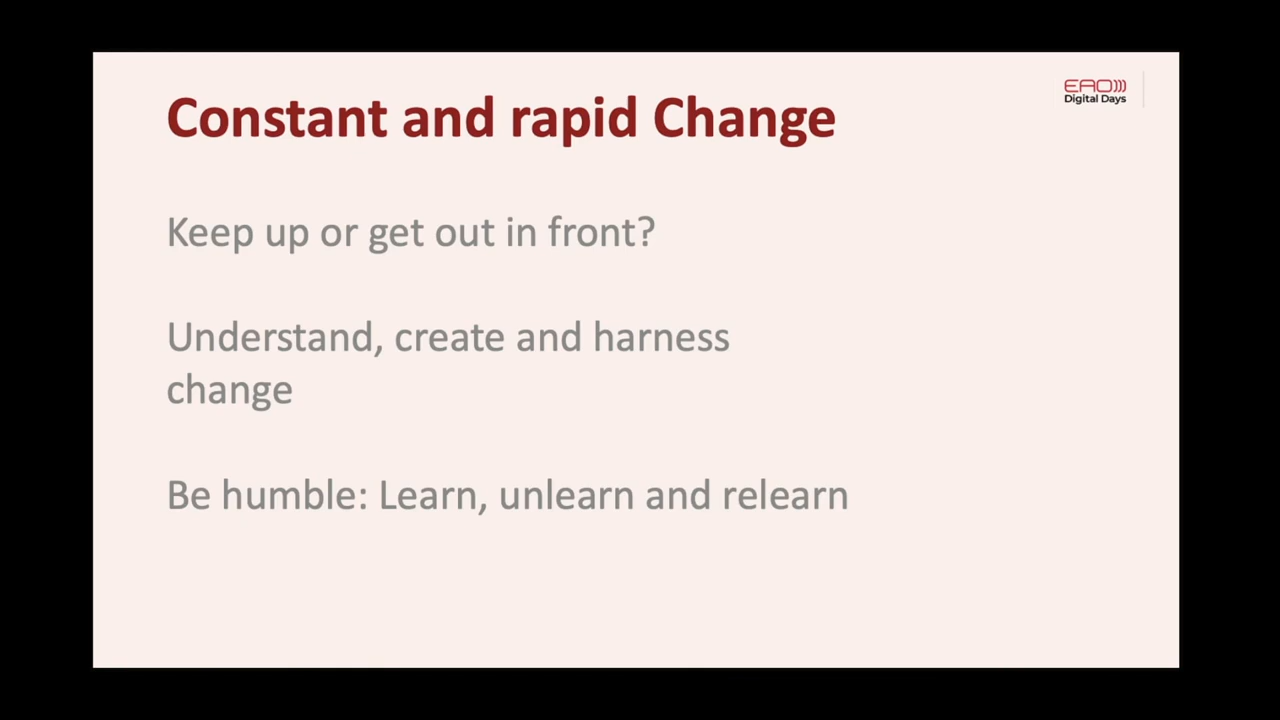 Constant and rapid Change
EAO
Digital Days
Keep up or get out in front?
Understand, create and harness
change
Be humble: Learn, unlearn and relearn